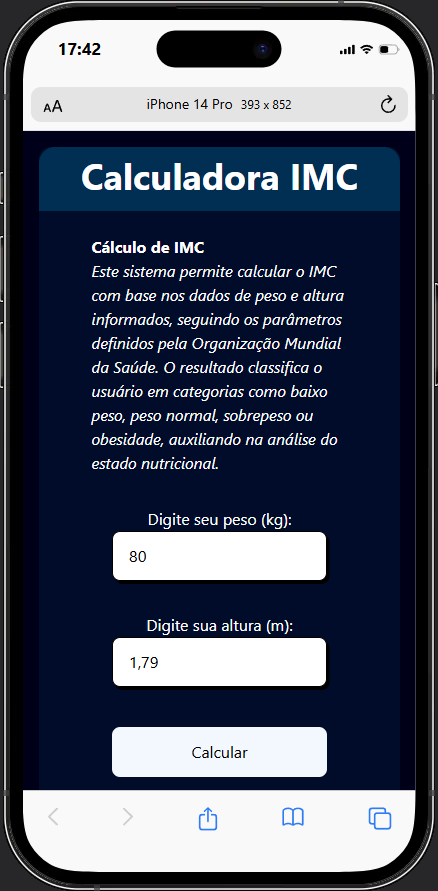 17:42
AA iPhone 14 Pro 393 x 852
Calculadora IMC
Cálculo de IMC
Este sistema permite calcular o IMC
com base nos dados de peso e altura
informados, seguindo os parâmetros
definidos pela Organização Mundial
da Saúde. O resultado classifica o
usuário em categorias como baixo
peso, peso normal, sobrepeso ou
obesidade, auxiliando na análise do
estado nutricional.
Digite seu peso (kg):
80
Digite sua altura (m):
1,79
Calcular